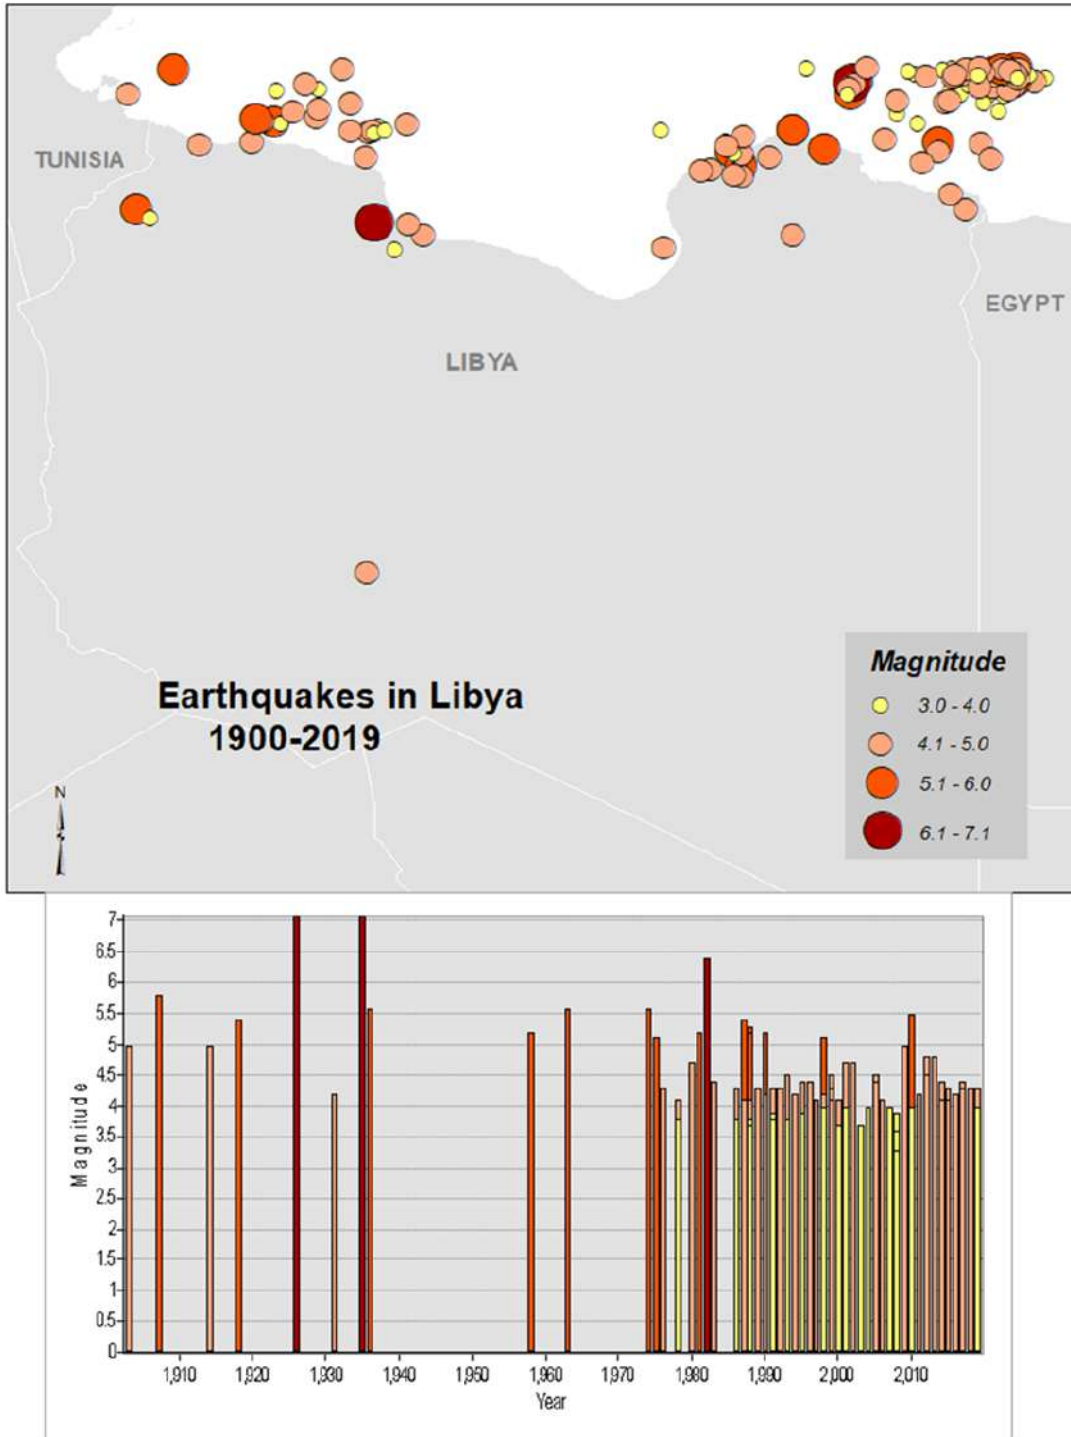 TUNISIA
EGYPT
LIBYA
Earthquakes in Libya
1900-2019
N
Magnitude
3.0 - 4.0
4.1 - 5.0
5.1 - 6.0
6.1 - 7.1
7
6.5
6
5.5
5
4.5
4
3.5
3
2.5
2
1.5
1
0.5
0
Magnitude
1,910 1,920 1,930 1,940 1,950 1,960 1,970 1,980 1,990 2,000 2,010
Year